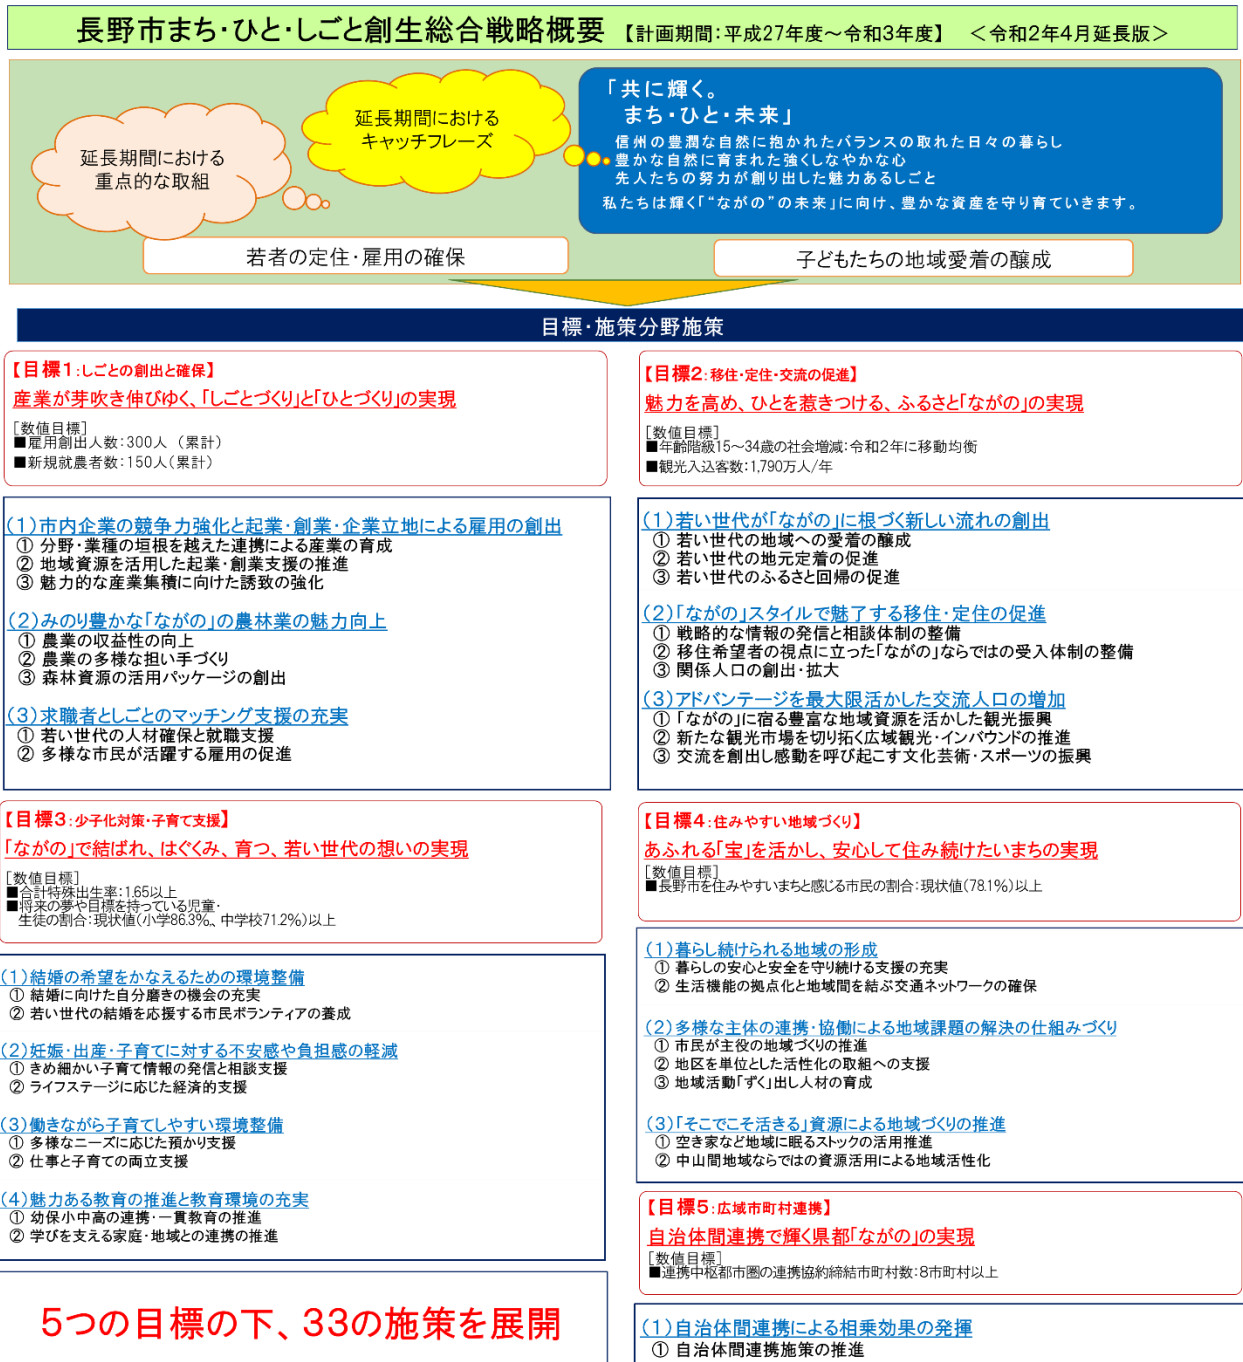 長野市まち・ひと・しごと創生総合戦略概要 【計画期間:平成27年度～令和3年度】 ＜令和2年4月延長版＞
延長期間における
重点的な取組
延長期間における
キャッチフレーズ
「共に輝く。
まち・ひと・未来」
信州の豊潤な自然に抱かれたバランスの取れた日々の暮らし
豊かな自然に育まれた強くしなやかな心
先人たちの努力が創り出した魅力あるしごと
私たちは輝く「“ながの”の未来」に向け、豊かな資産を守り育ていきます。
若者の定住・雇用の確保
子どもたちの地域愛着の醸成
目標・施策分野施策
【目標1:しごとの創出と確保】
産業が芽吹き伸びゆく、「しごとづくり」と「ひとづくり」の実現
[数値目標]
■雇用創出人数:300人 (累計)
■新規就農者数:150人(累計)
(1)市内企業の競争力強化と起業・創業・企業立地による雇用の創出
① 分野・業種の垣根を越えた連携による産業の育成
② 地域資源を活用した起業・創業支援の推進
③ 魅力的な産業集積に向けた誘致の強化
(2)みのり豊かな「ながの」の農林業の魅力向上
① 農業の収益性の向上
② 農業の多様な担い手づくり
③ 森林資源の活用パッケージの創出
(3)求職者としごとのマッチング支援の充実
① 若い世代の人材確保と就職支援
② 多様な市民が活躍する雇用の促進
【目標2:移住・定住・交流の促進】
魅力を高め、ひとを惹きつける、ふるさと「ながの」の実現
[数値目標]
■年齢階級15～34歳の社会増減:令和2年に移動均衡
■観光入込客数:1,790万人/年
(1)若い世代が「ながの」に根づく新しい流れの創出
① 若い世代の地域への愛着の醸成
② 若い世代の地元定着の促進
③ 若い世代のふるさと回帰の促進
(2)「ながの」スタイルで魅了する移住・定住の促進
① 戦略的な情報の発信と相談体制の整備
② 移住希望者の視点に立った「ながの」ならではの受入体制の整備
③ 関係人口の創出・拡大
(3)アドバンテージを最大限活かした交流人口の増加
① 「ながの」に宿る豊富な地域資源を活かした観光振興
② 新たな観光市場を切り拓く広域観光・インバウンドの推進
③ 交流を創出し感動を呼び起こす文化芸術・スポーツの振興
【目標3:少子化対策・子育て支援】
「ながの」で結ばれ、はぐくみ、育つ、若い世代の想いの実現
[数値目標]
■合計特殊出生率:1.65以上
■将来の夢や目標を持っている児童・
生徒の割合:現状値(小学86.3%、中学校71.2%)以上
(1)結婚の希望をかなえるための環境整備
① 結婚に向けた自分磨きの機会の充実
② 若い世代の結婚を応援する市民ボランティアの養成
(2)妊娠・出産・子育てに対する不安感や負担感の軽減
① きめ細かい子育て情報の発信と相談支援
② ライフステージに応じた経済的支援
(3)働きながら子育てしやすい環境整備
① 多様なニーズに応じた預かり支援
② 仕事と子育ての両立支援
(4)魅力ある教育の推進と教育環境の充実
① 幼保小中高の連携・一貫教育の推進
② 学びを支える家庭・地域との連携の推進
5つの目標の下、33の施策を展開
【目標4:住みやすい地域づくり】
あふれる「宝」を活かし、安心して住み続けたいまちの実現
[数値目標]
■長野市を住みやすいまちと感じる市民の割合:現状値(78.1%)以上
(1)暮らし続けられる地域の形成
① 暮らしの安心と安全を守り続ける支援の充実
② 生活機能の拠点化と地域間を結ぶ交通ネットワークの確保
(2)多様な主体の連携・協働による地域課題の解決の仕組みづくり
① 市民が主役の地域づくりの推進
② 地区を単位とした活性化の取組への支援
③ 地域活動「ずく」出し人材の育成
(3)「そこでこそ活きる」資源による地域づくりの推進
① 空き家など地域に眠るストックの活用推進
② 中山間地域ならではの資源活用による地域活性化
【目標5:広域市町村連携】
自治体間連携で輝く県都「ながの」の実現
[数値目標]
■連携中枢都市圏の連携協約締結市町村数:8市町村以上
(1)自治体間連携による相乗効果の発揮
① 自治体間連携施策の推進